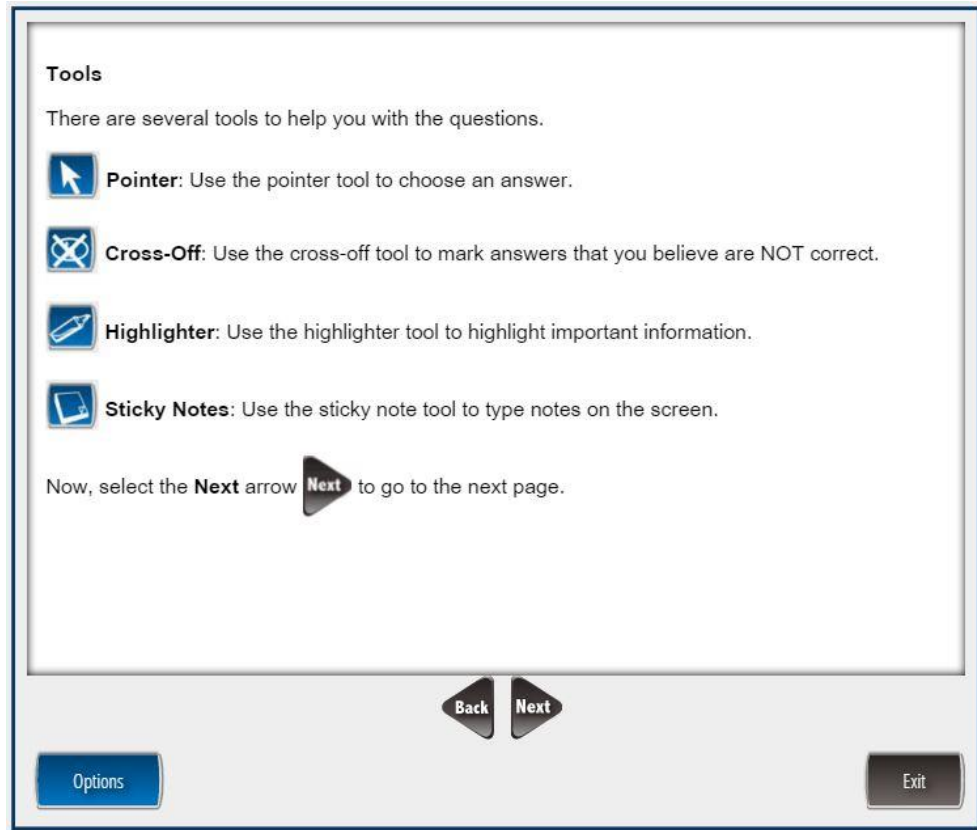 Tools
There are several tools to help you with the questions.
Pointer: Use the pointer tool to choose an answer.
Cross-Off: Use the cross-off tool to mark answers that you believe are NOT correct.
Highlighter: Use the highlighter tool to highlight important information.
Sticky Notes: Use the sticky note tool to type notes on the screen.
Now, select the Next arrow Next to go to the next page.
Back Next
Options Exit